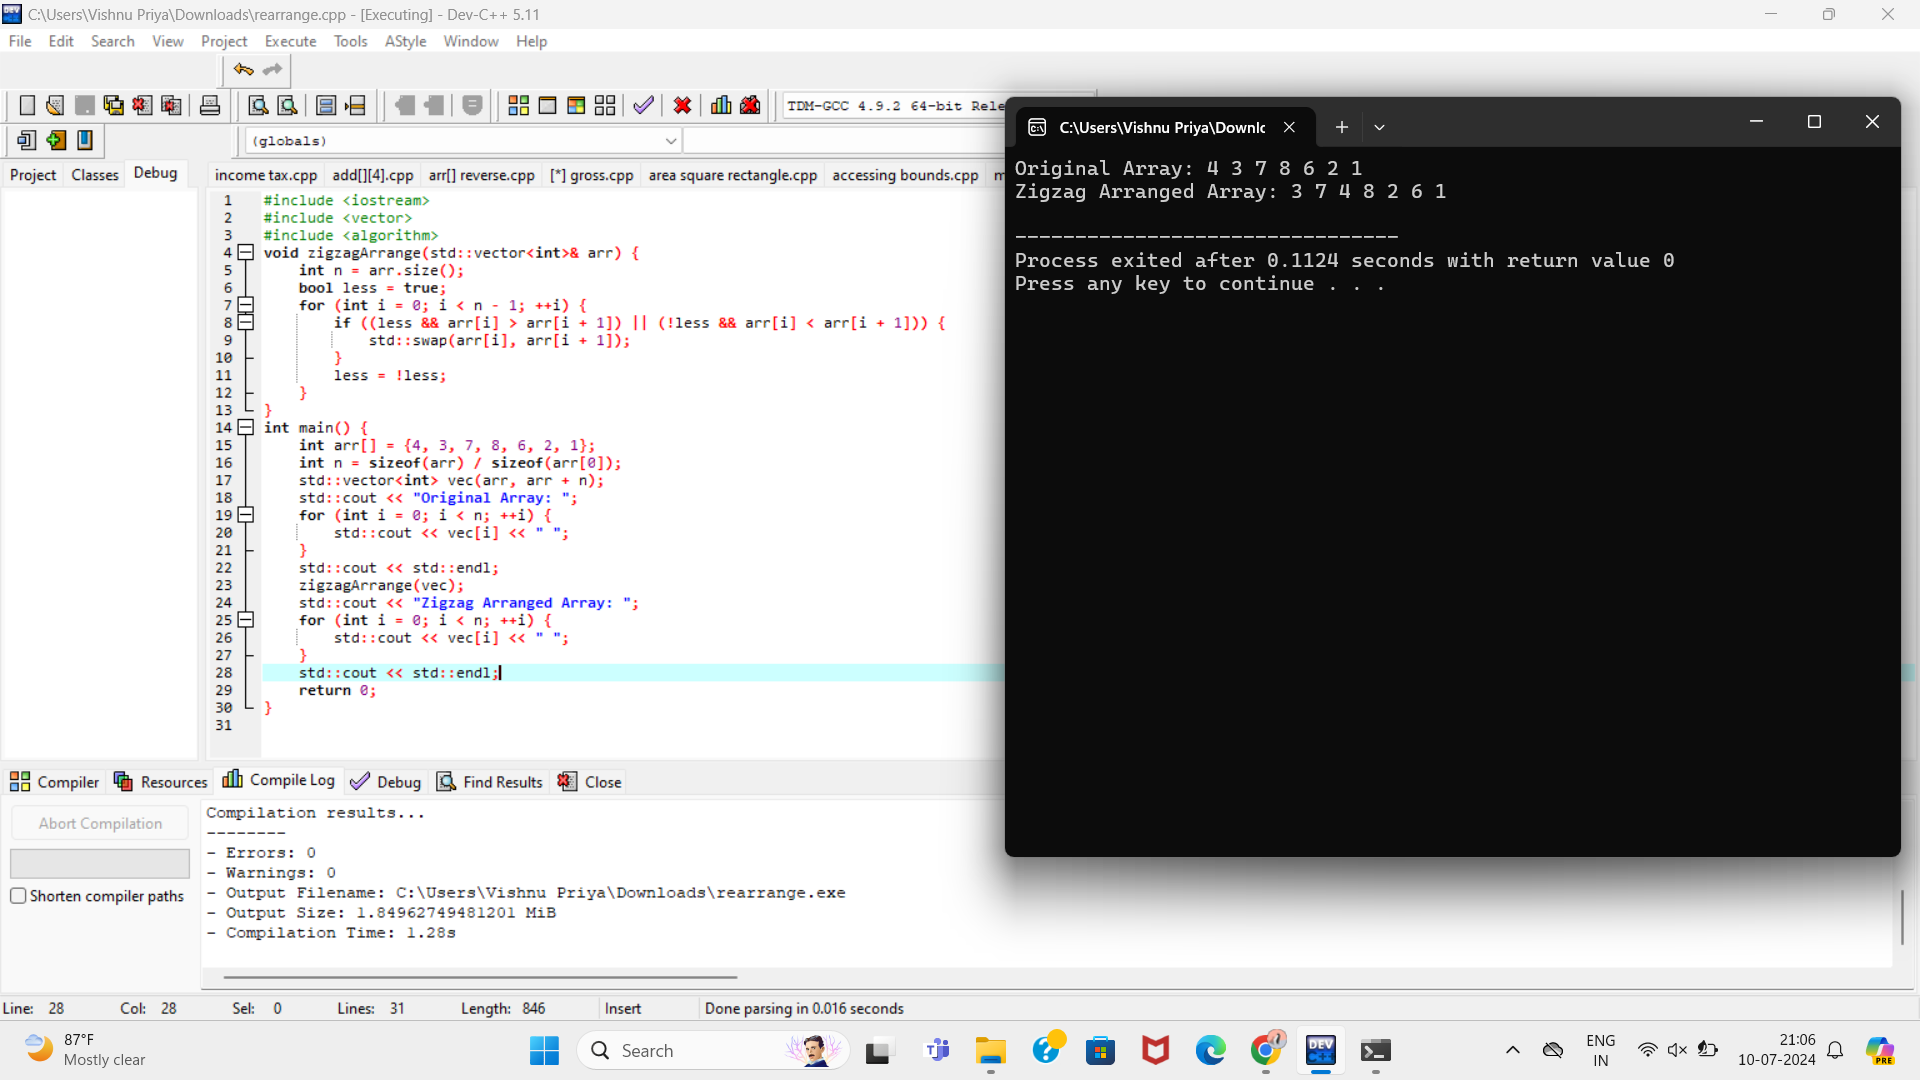 C:\Users\Vishnu Priya\Downloads\rearrange.cpp - [Executing] - Dev-C++ 5.11
File Edit Search View Project Execute Tools AStyle Window Help
TDM-GCC 4.9.2 64-bit Rele
(globals)
Project Classes Debug
income tax.cpp add[][4].cpp arr[] reverse.cpp [*] gross.cpp area square rectangle.cpp accessing bounds.cpp
1 #include <iostream>
2 #include <vector>
3 #include <algorithm>
4 void zigzagArrange(std::vector<int>& arr) {
5 int n = arr.size();
6 bool less = true;
7 for (int i = 0; i < n - 1; ++i) {
8 if ((less && arr[i] > arr[i + 1]) || (!less && arr[i] < arr[i + 1])) {
9 std::swap(arr[i], arr[i + 1]);
10 }
11 less = !less;
12 }
13 }
14 int main() {
15 int arr[] = {4, 3, 7, 8, 6, 2, 1};
16 int n = sizeof(arr) / sizeof(arr[0]);
17 std::vector<int> vec(arr, arr + n);
18 std::cout << "Original Array: ";
19 for (int i = 0; i < n; ++i) {
20 std::cout << vec[i] << " ";
21 }
22 std::cout << std::endl;
23 zigzagArrange(vec);
24 std::cout << "Zigzag Arranged Array: ";
25 for (int i = 0; i < n; ++i) {
26 std::cout << vec[i] << " ";
27 }
28 std::cout << std::endl;
29 return 0;
30 }
31
C:\Users\Vishnu Priya\Downlo
Original Array: 4 3 7 8 6 2 1
Zigzag Arranged Array: 3 7 4 8 2 6 1
--------------------------------
Process exited after 0.1124 seconds with return value 0
Press any key to continue . . .
Compiler Resources Compile Log Debug Find Results Close
Abort Compilation
Shorten compiler paths
Compilation results...
--------
- Errors: 0
- Warnings: 0
- Output Filename: C:\Users\Vishnu Priya\Downloads\rearrange.exe
- Output Size: 1.84962749481201 MiB
- Compilation Time: 1.28s
Line: 28 Col: 28 Sel: 0 Lines: 31 Length: 846 Insert Done parsing in 0.016 seconds
87°F
Mostly clear
Search
DEV
PRE
ENG
IN
21:06
10-07-2024